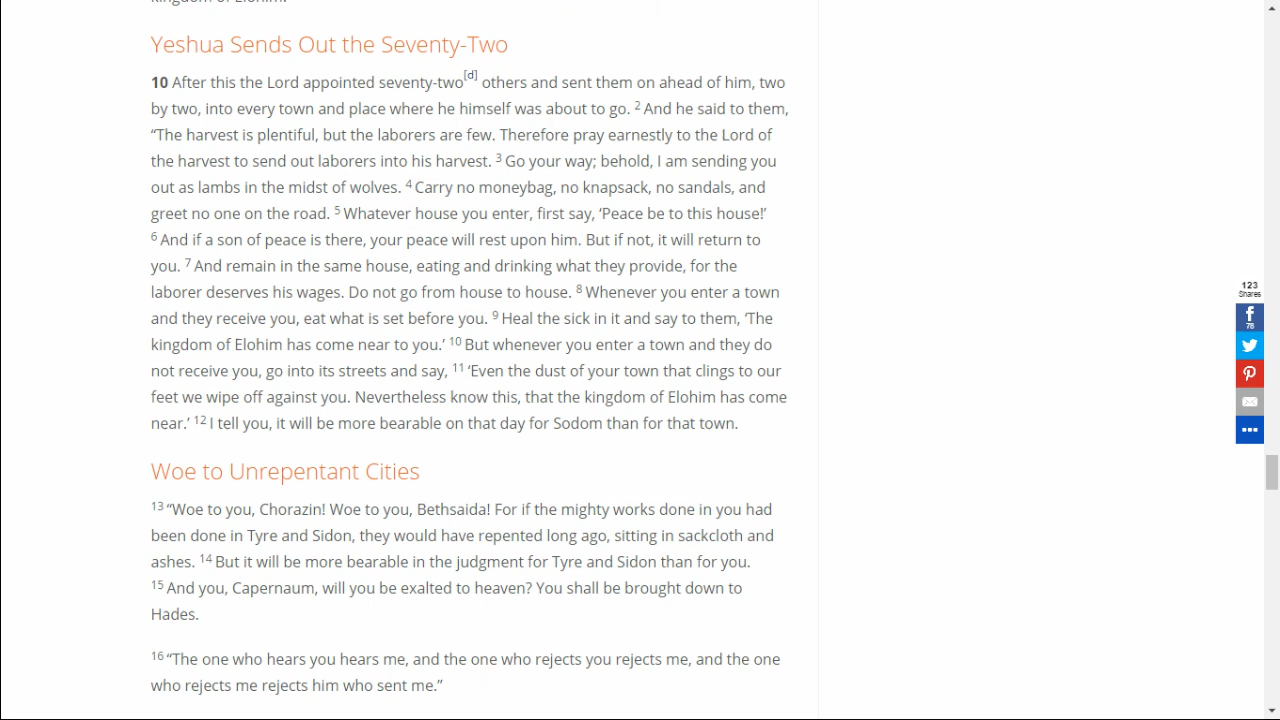 kingdom of Elohim.
Yeshua Sends Out the Seventy-Two
10 After this the Lord appointed seventy-two[d] others and sent them on ahead of him, two
by two, into every town and place where he himself was about to go. 2 And he said to them,
“The harvest is plentiful, but the laborers are few. Therefore pray earnestly to the Lord of
the harvest to send out laborers into his harvest. 3 Go your way; behold, I am sending you
out as lambs in the midst of wolves. 4 Carry no moneybag, no knapsack, no sandals, and
greet no one on the road. 5 Whatever house you enter, first say, ‘Peace be to this house!’
6 And if a son of peace is there, your peace will rest upon him. But if not, it will return to
you. 7 And remain in the same house, eating and drinking what they provide, for the
laborer deserves his wages. Do not go from house to house. 8 Whenever you enter a town
and they receive you, eat what is set before you. 9 Heal the sick in it and say to them, ‘The
kingdom of Elohim has come near to you.’ 10 But whenever you enter a town and they do
not receive you, go into its streets and say, 11 ‘Even the dust of your town that clings to our
feet we wipe off against you. Nevertheless know this, that the kingdom of Elohim has come
near.’ 12 I tell you, it will be more bearable on that day for Sodom than for that town.
Woe to Unrepentant Cities
13 “Woe to you, Chorazin! Woe to you, Bethsaida! For if the mighty works done in you had
been done in Tyre and Sidon, they would have repented long ago, sitting in sackcloth and
ashes. 14 But it will be more bearable in the judgment for Tyre and Sidon than for you.
15 And you, Capernaum, will you be exalted to heaven? You shall be brought down to
Hades.
16 “The one who hears you hears me, and the one who rejects you rejects me, and the one
who rejects me rejects him who sent me.”
123
Shares
78